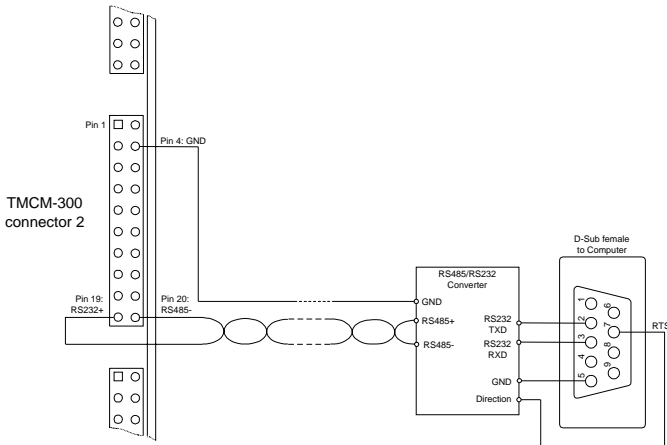 Pin 1
Pin 4: GND
TMCM-300
connector 2
Pin 19:
RS232+
Pin 20:
RS485-
RS485/RS232
Converter
GND
RS485+
RS485-
RS232
TXD
RS232
RXD
GND
Direction
D-Sub female
to Computer
1
6
2
7
3
8
4
9
5
RTS